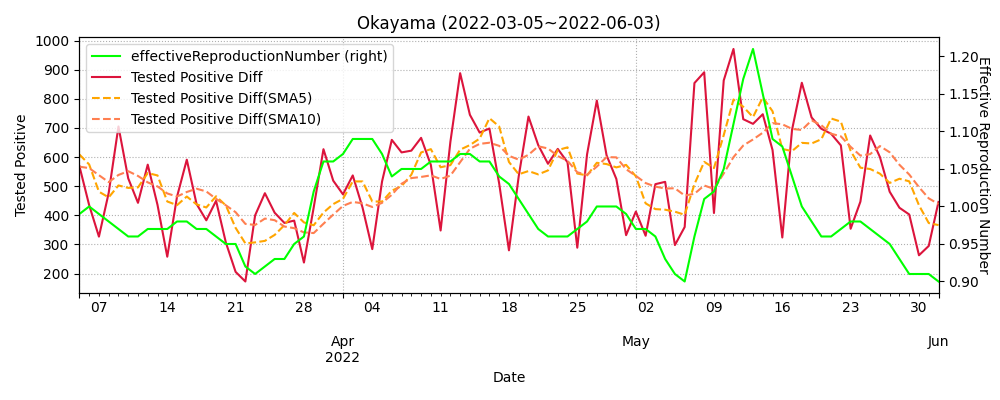 Okayama (2022-03-05~2022-06-03)
effectiveReproductionNumber (right)
Tested Positive Diff
Tested Positive Diff(SMA5)
Tested Positive Diff(SMA10)
Tested Positive
1000
900
800
700
600
500
400
300
200
Effective Reproduction Number
1.20
1.15
1.10
1.05
1.00
0.95
0.90
07 14 21 28 04 11 18 25 02 09 16 23 30
Apr May Jun
2022
Date